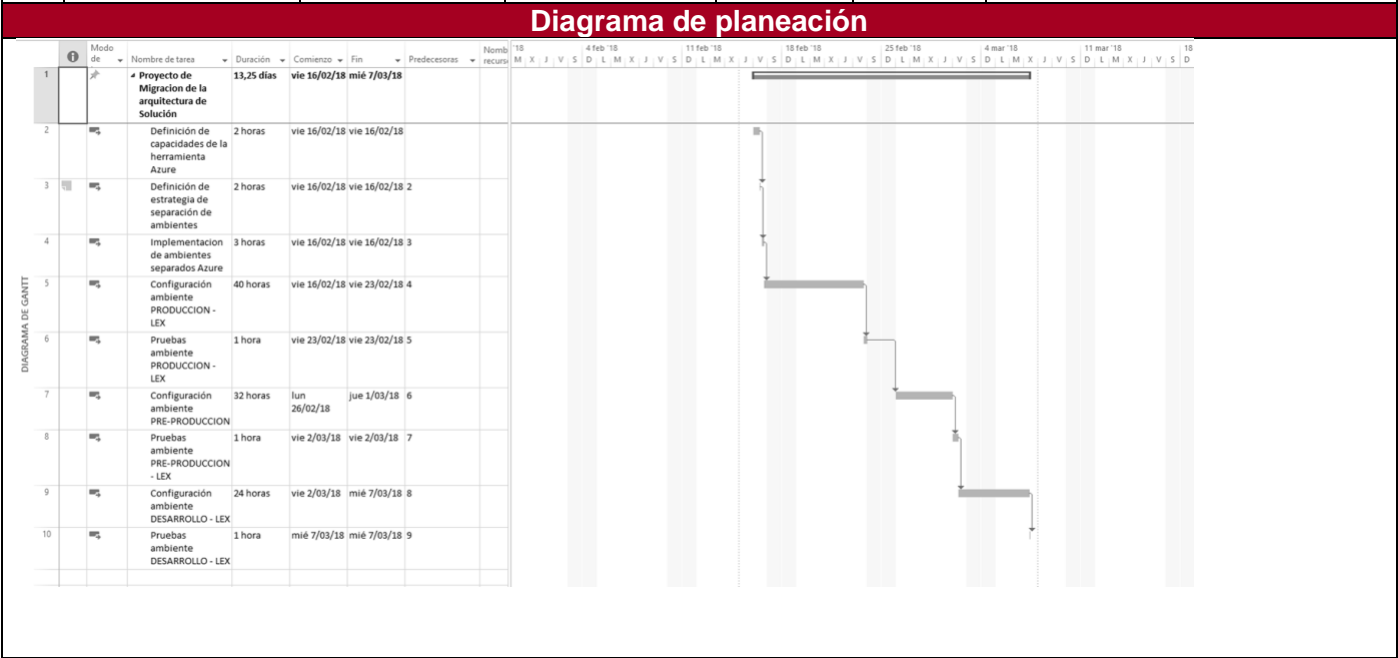 Diagrama de planeación
Modo de
Nombre de tarea
Duración
Comienzo
Fin
Predecesoras
Nomb
recurs
'18
4 feb '18
11 feb '18
18 feb '18
25 feb '18
4 mar '18
11 mar '18
18
M X J V S D L M X J V S D L M X J V S D L M X J V S D L M X J V S D L M X J V S D L M X J V S D
DIAGRAMA DE GANTT
1
Proyecto de
Migracion de la
arquitectura de
Solución
13,25 días vie 16/02/18 mié 7/03/18
2
Definición de
capacidades de la
herramienta
Azure
2 horas vie 16/02/18 vie 16/02/18
3
Definición de
estrategia de
separación de
ambientes
2 horas vie 16/02/18 vie 16/02/18 2
4
Implementacion
de ambientes
separados Azure
3 horas vie 16/02/18 vie 16/02/18 3
5
Configuración
ambiente
PRODUCCION -
LEX
40 horas vie 16/02/18 vie 23/02/18 4
6
Pruebas
ambiente
PRODUCCION -
LEX
1 hora vie 23/02/18 vie 23/02/18 5
7
Configuración
ambiente
PRE-PRODUCCION
32 horas lun
26/02/18
jue 1/03/18 6
8
Pruebas
ambiente
PRE-PRODUCCION
- LEX
1 hora vie 2/03/18 vie 2/03/18 7
9
Configuración
ambiente
DESARROLLO - LEX
24 horas vie 2/03/18 mié 7/03/18 8
10
Pruebas
ambiente
DESARROLLO - LEX
1 hora mié 7/03/18 mié 7/03/18 9